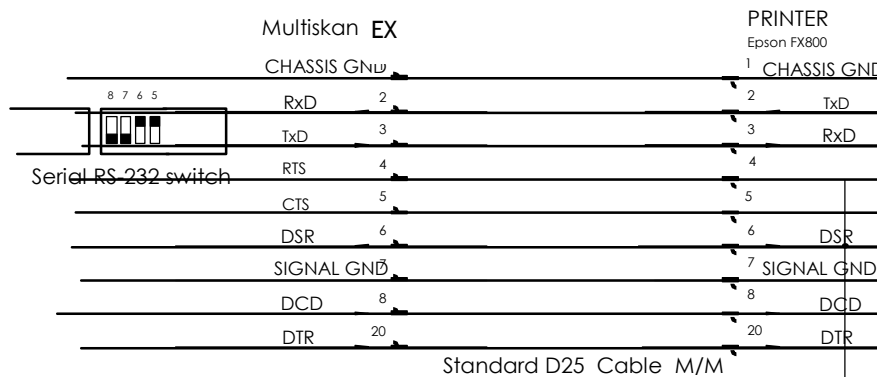 Multiskan EX
PRINTER
Epson FX800
CHASSIS GND 1 CHASSIS GND
8 7 6 5
RxD 2 2 TxD
TxD 3 3 RxD
Serial RS-232 switch
RTS 4 4
CTS 5 5
DSR 6 6 DSR
SIGNAL GND 7 7 SIGNAL GND
DCD 8 8 DCD
DTR 20 20 DTR
Standard D25 Cable M/M